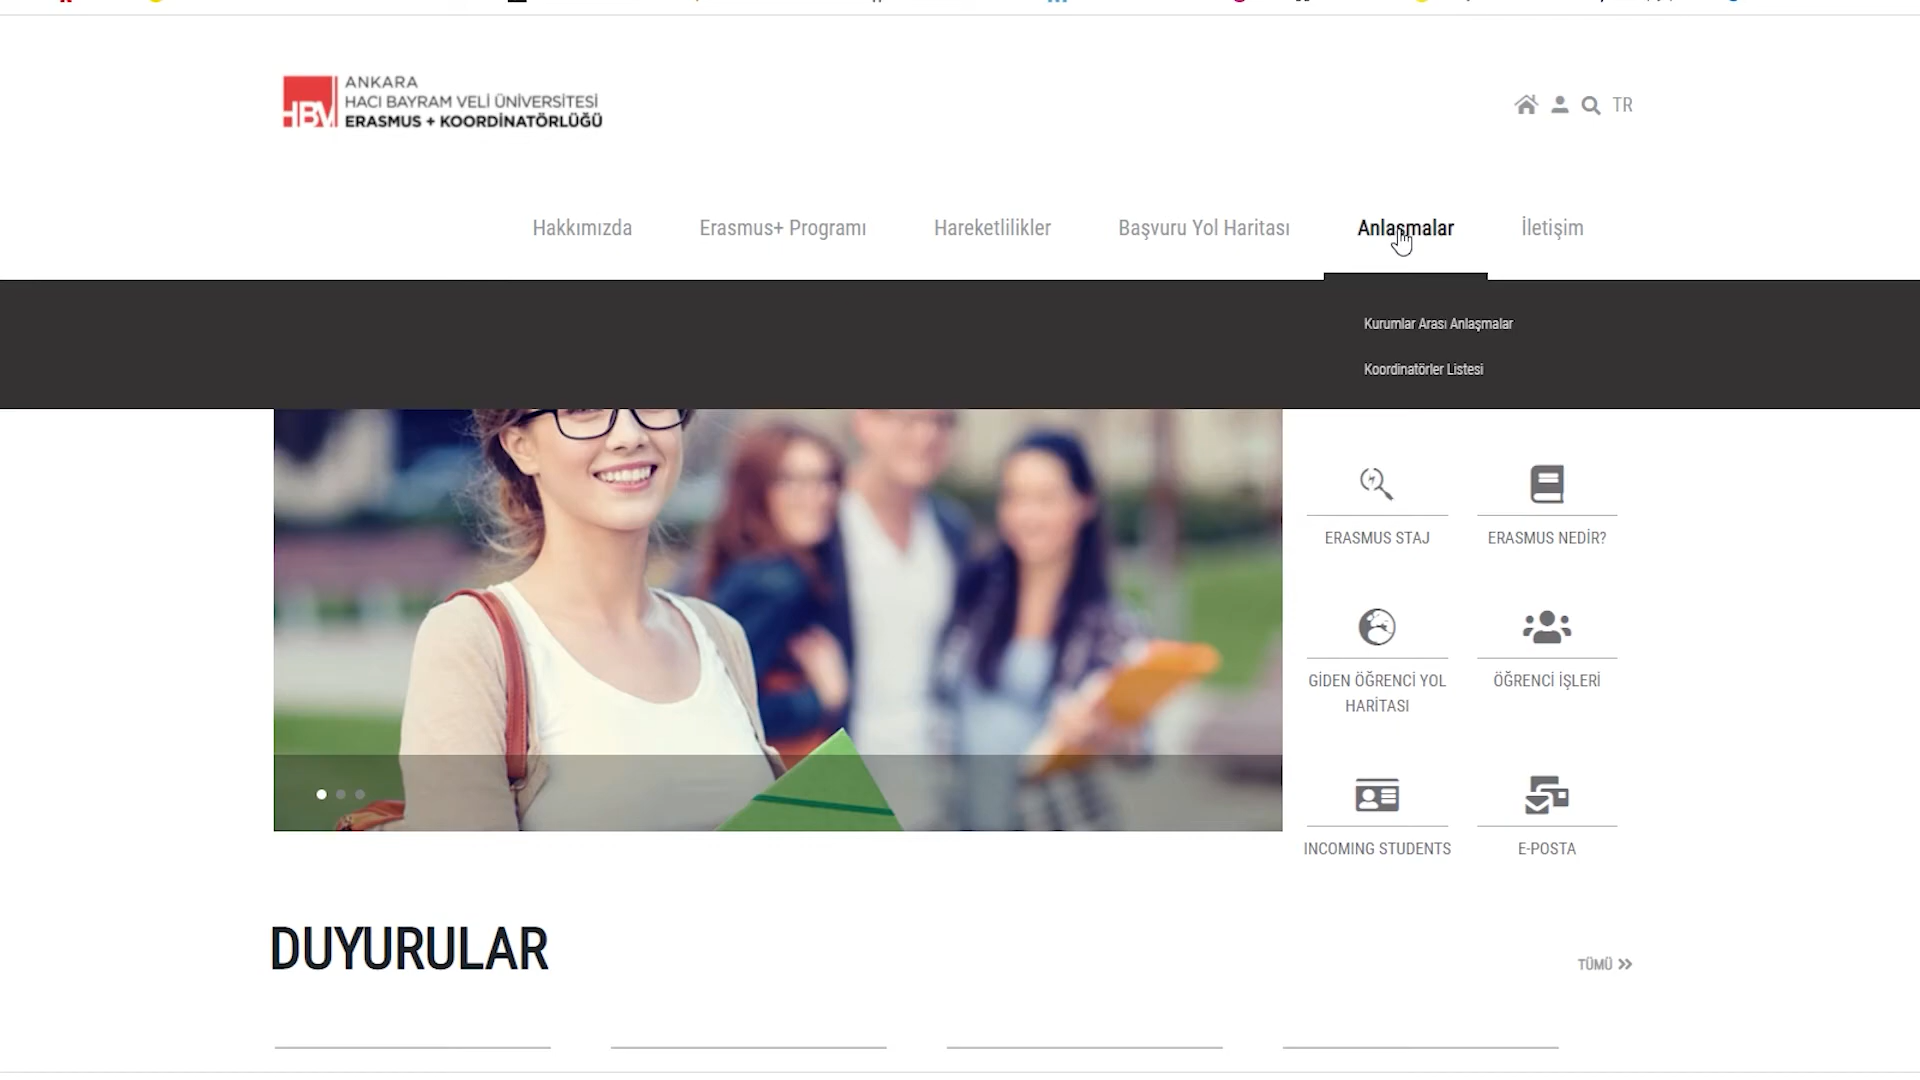 ANKARA
HACI BAYRAM VELİ ÜNİVERSİTESİ
ERASMUS + KOORDİNATÖRLÜĞÜ
HBV
TR
Hakkımızda
Erasmus+ Programı
Hareketlilikler
Başvuru Yol Haritası
Anlaşmalar
İletişim
Kurumlar Arası Anlaşmalar
Koordinatörler Listesi
ERASMUS STAJ
ERASMUS NEDİR?
GİDEN ÖĞRENCİ YOL
HARİTASI
ÖĞRENCİ İŞLERİ
INCOMING STUDENTS
E-POSTA
DUYURULAR
TÜMÜ